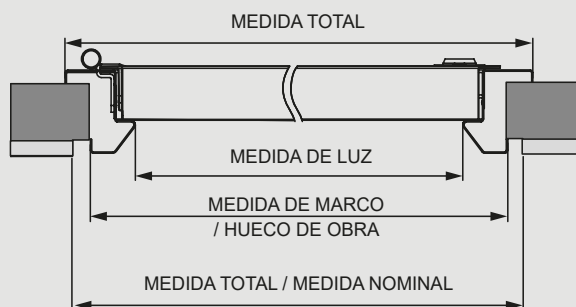 MEDIDA TOTAL
MEDIDA DE LUZ
MEDIDA DE MARCO
/ HUECO DE OBRA
MEDIDA TOTAL / MEDIDA NOMINAL